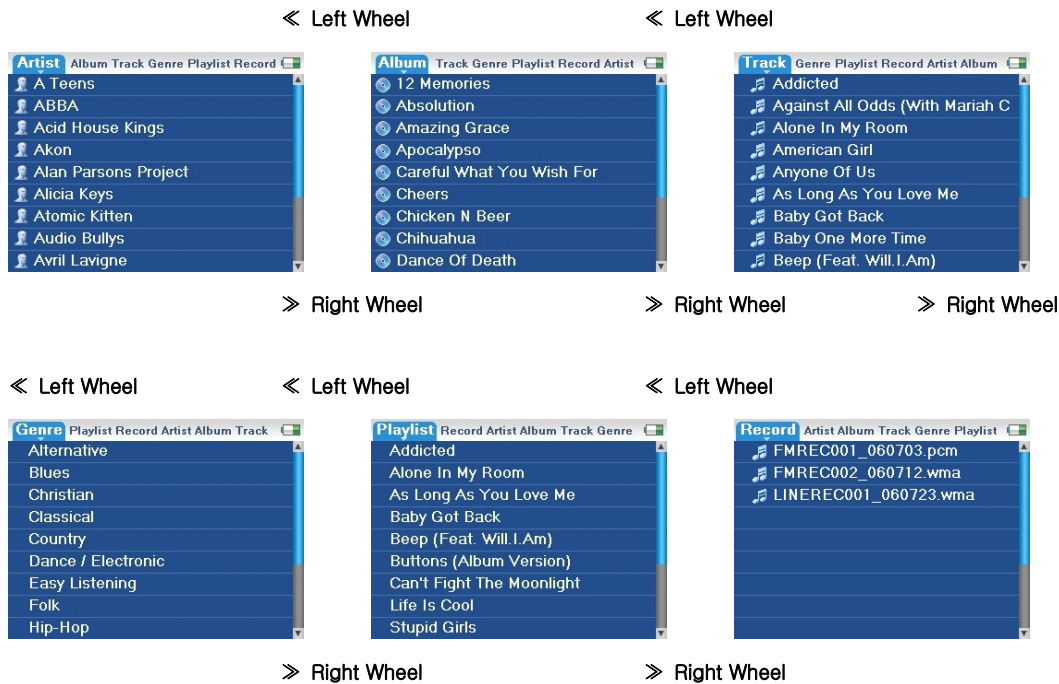 ≪ Left Wheel ≪ Left Wheel
Artist Album Track Genre Playlist Record
A Teens
ABBA
Acid House Kings
Akon
Alan Parsons Project
Alicia Keys
Atomic Kitten
Audio Bullys
Avril Lavigne
Album Track Genre Playlist Record Artist
12 Memories
Absolution
Amazing Grace
Apocalypso
Careful What You Wish For
Cheers
Chicken N Beer
Chihuahua
Dance Of Death
Track Genre Playlist Record Artist Album
Addicted
Against All Odds (With Mariah C
Alone In My Room
American Girl
Anyone Of Us
As Long As You Love Me
Baby Got Back
Baby One More Time
Beep (Feat. Will.I.Am)
≫ Right Wheel ≫ Right Wheel ≫ Right Wheel
≪ Left Wheel ≪ Left Wheel ≪ Left Wheel
Genre Playlist Record Artist Album Track
Alternative
Blues
Christian
Classical
Country
Dance / Electronic
Easy Listening
Folk
Hip-Hop
Playlist Record Artist Album Track Genre
Addicted
Alone In My Room
As Long As You Love Me
Baby Got Back
Beep (Feat. Will.I.Am)
Buttons (Album Version)
Can't Fight The Moonlight
Life Is Cool
Stupid Girls
Record Artist Album Track Genre Playlist
FMREC001_060703.pcm
FMREC002_060712.wma
LINEREC001_060723.wma
≫ Right Wheel ≫ Right Wheel